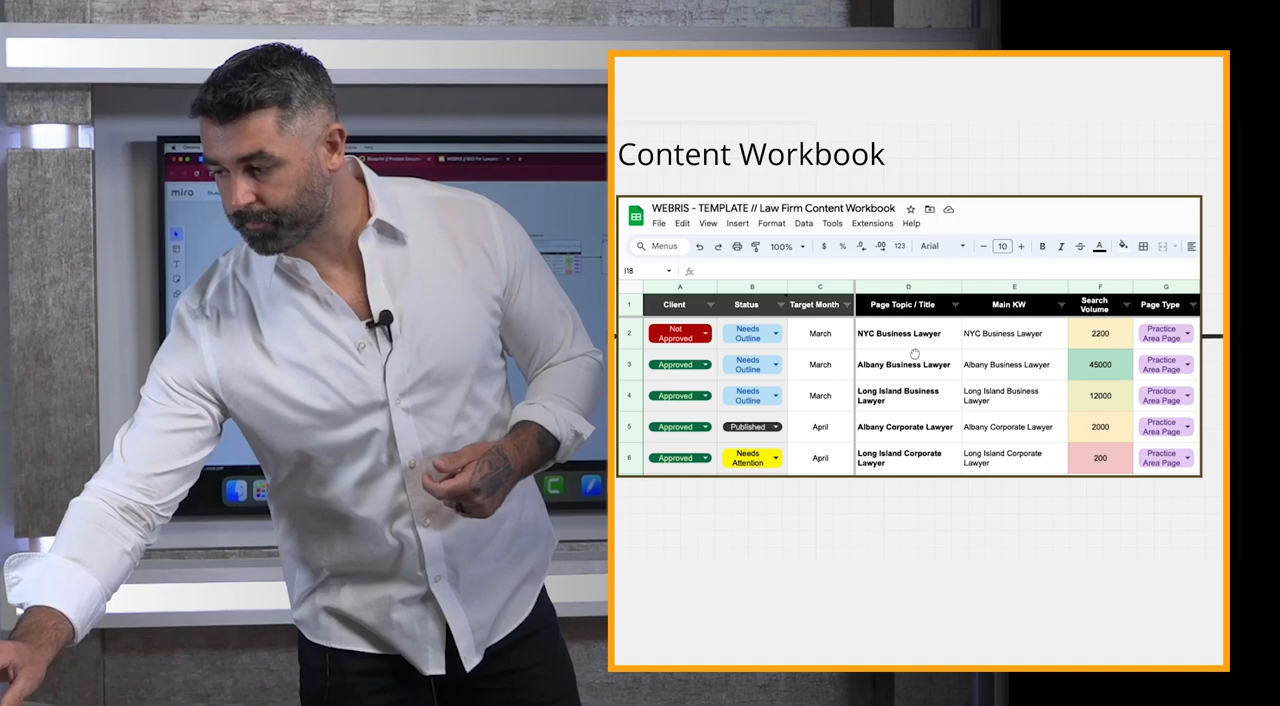 miro
Content Workbook
WEBRIS - TEMPLATE // Law Firm Content Workbook
File Edit View Insert Format Data Tools Extensions Help
Menus 100% $ % .0 .00 123 Arial 10 B I A
I18 fx
A B C D E F G
1 Client Status Target Month Page Topic / Title Main KW Search Volume Page Type
2 Not Approved Needs Outline March NYC Business Lawyer NYC Business Lawyer 2200 Practice Area Page
3 Approved Needs Outline March Albany Business Lawyer Albany Business Lawyer 45000 Practice Area Page
4 Approved Needs Outline March Long Island Business Lawyer Long Island Business Lawyer 12000 Practice Area Page
5 Approved Published April Albany Corporate Lawyer Albany Corporate Lawyer 2000 Practice Area Page
6 Approved Needs Attention April Long Island Corporate Lawyer Long Island Corporate Lawyer 200 Practice Area Page